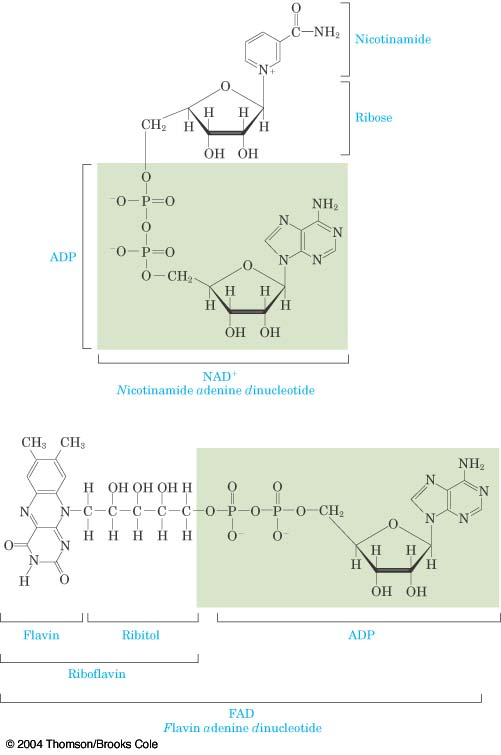 O
C—NH₂
Nicotinamide
N⁺
O
CH₂
H H H H
Ribose
OH OH
O
⁻O—P=O
O
NH₂
N N
⁻O—P=O
ADP
N N
O—CH₂
O
H H H H
OH OH
NAD⁺
Nicotinamide adenine dinucleotide
CH₃ CH₃
NH₂
H OH OH OH H
O O
N N
N N C C C C C O—P—O—P—O—CH₂
N N
O
H H H H H
O⁻ O⁻
O N
H H H H
N O
H
OH OH
Flavin Ribitol ADP
Riboflavin
FAD
Flavin adenine dinucleotide
© 2004 Thomson/Brooks Cole